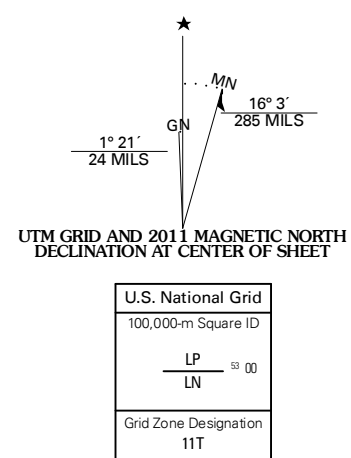 ★
MN
GN
16° 3´
285 MILS
1° 21´
24 MILS
UTM GRID AND 2011 MAGNETIC NORTH
DECLINATION AT CENTER OF SHEET
U.S. National Grid
100,000-m Square ID
LP
53 00
LN
Grid Zone Designation
11T